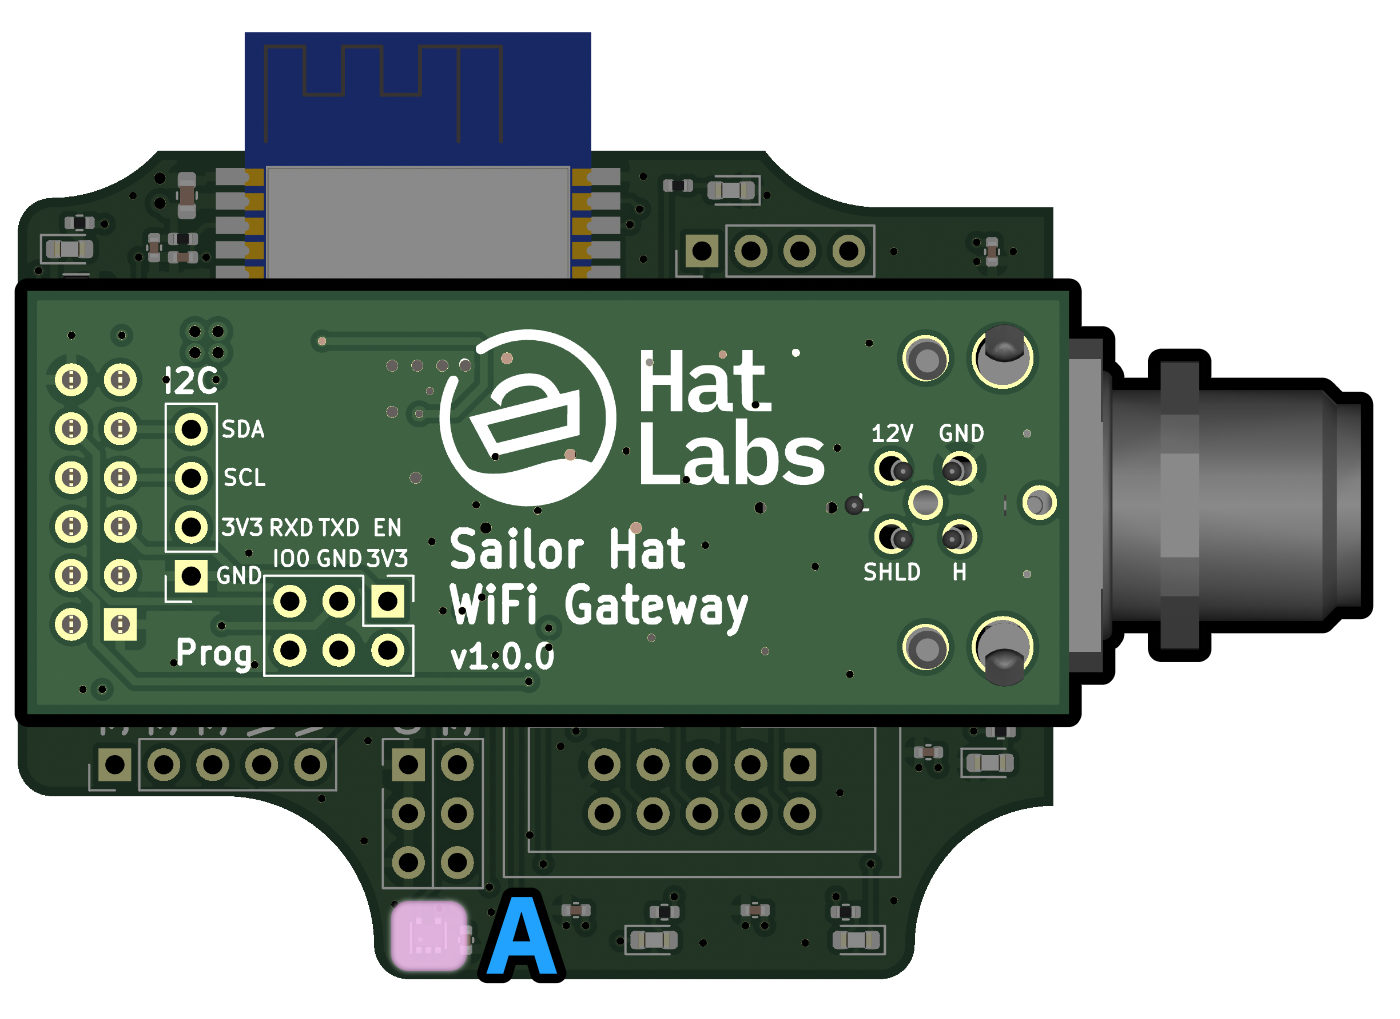 Hat
Labs
I2C
SDA
SCL
3V3 RXD TXD EN
IO0 GND 3V3
GND
Prog
Sailor Hat
WiFi Gateway
v1.0.0
12V GND
SHLD H
A